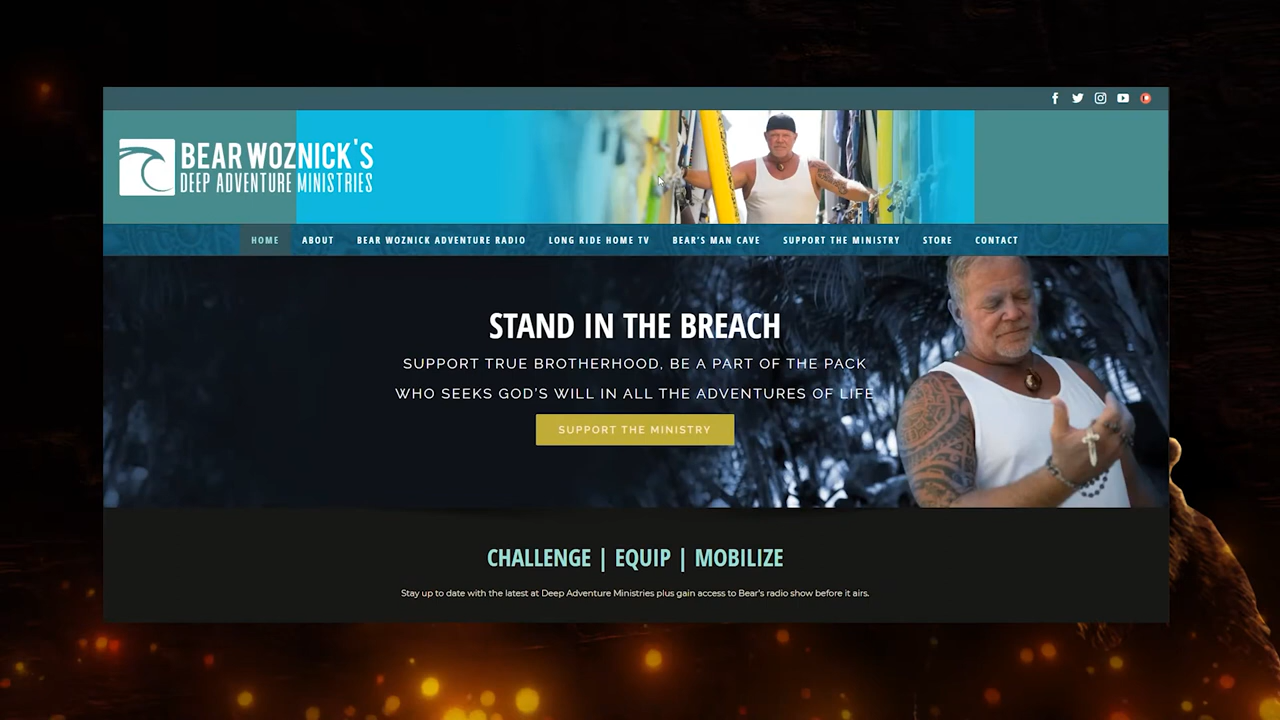 BEAR WOZNICK'S
DEEP ADVENTURE MINISTRIES
HOME ABOUT BEAR WOZNICK ADVENTURE RADIO LONG RIDE HOME TV BEAR'S MAN CAVE SUPPORT THE MINISTRY STORE CONTACT
STAND IN THE BREACH
SUPPORT TRUE BROTHERHOOD, BE A PART OF THE PACK
WHO SEEKS GOD'S WILL IN ALL THE ADVENTURES OF LIFE
SUPPORT THE MINISTRY
CHALLENGE | EQUIP | MOBILIZE
Stay up to date with the latest at Deep Adventure Ministries plus gain access to Bear's radio show before it airs.